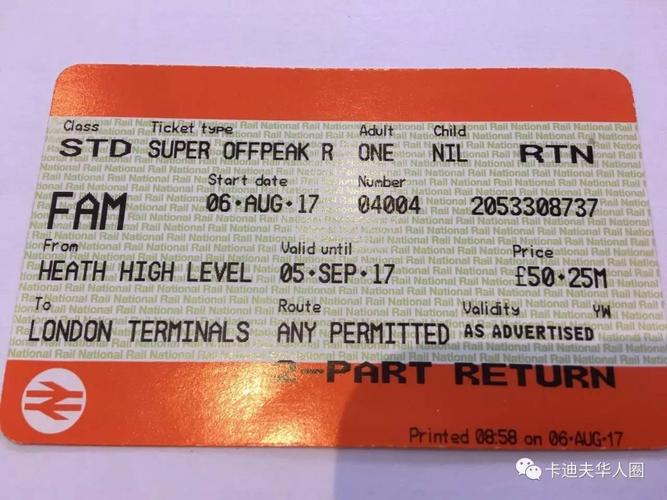 Class Ticket type Adult Child
STD SUPER OFFPEAK R ONE NIL RTN
Start date Number
FAM 06·AUG·17 04004 2053308737
From Valid until Price
HEATH HIGH LEVEL 05·SEP·17 £50·25M
To Route Validity YW
LONDON TERMINALS ANY PERMITTED AS ADVERTISED
2-PART RETURN
Printed 08:58 on 06·AUG·17
卡迪夫华人圈